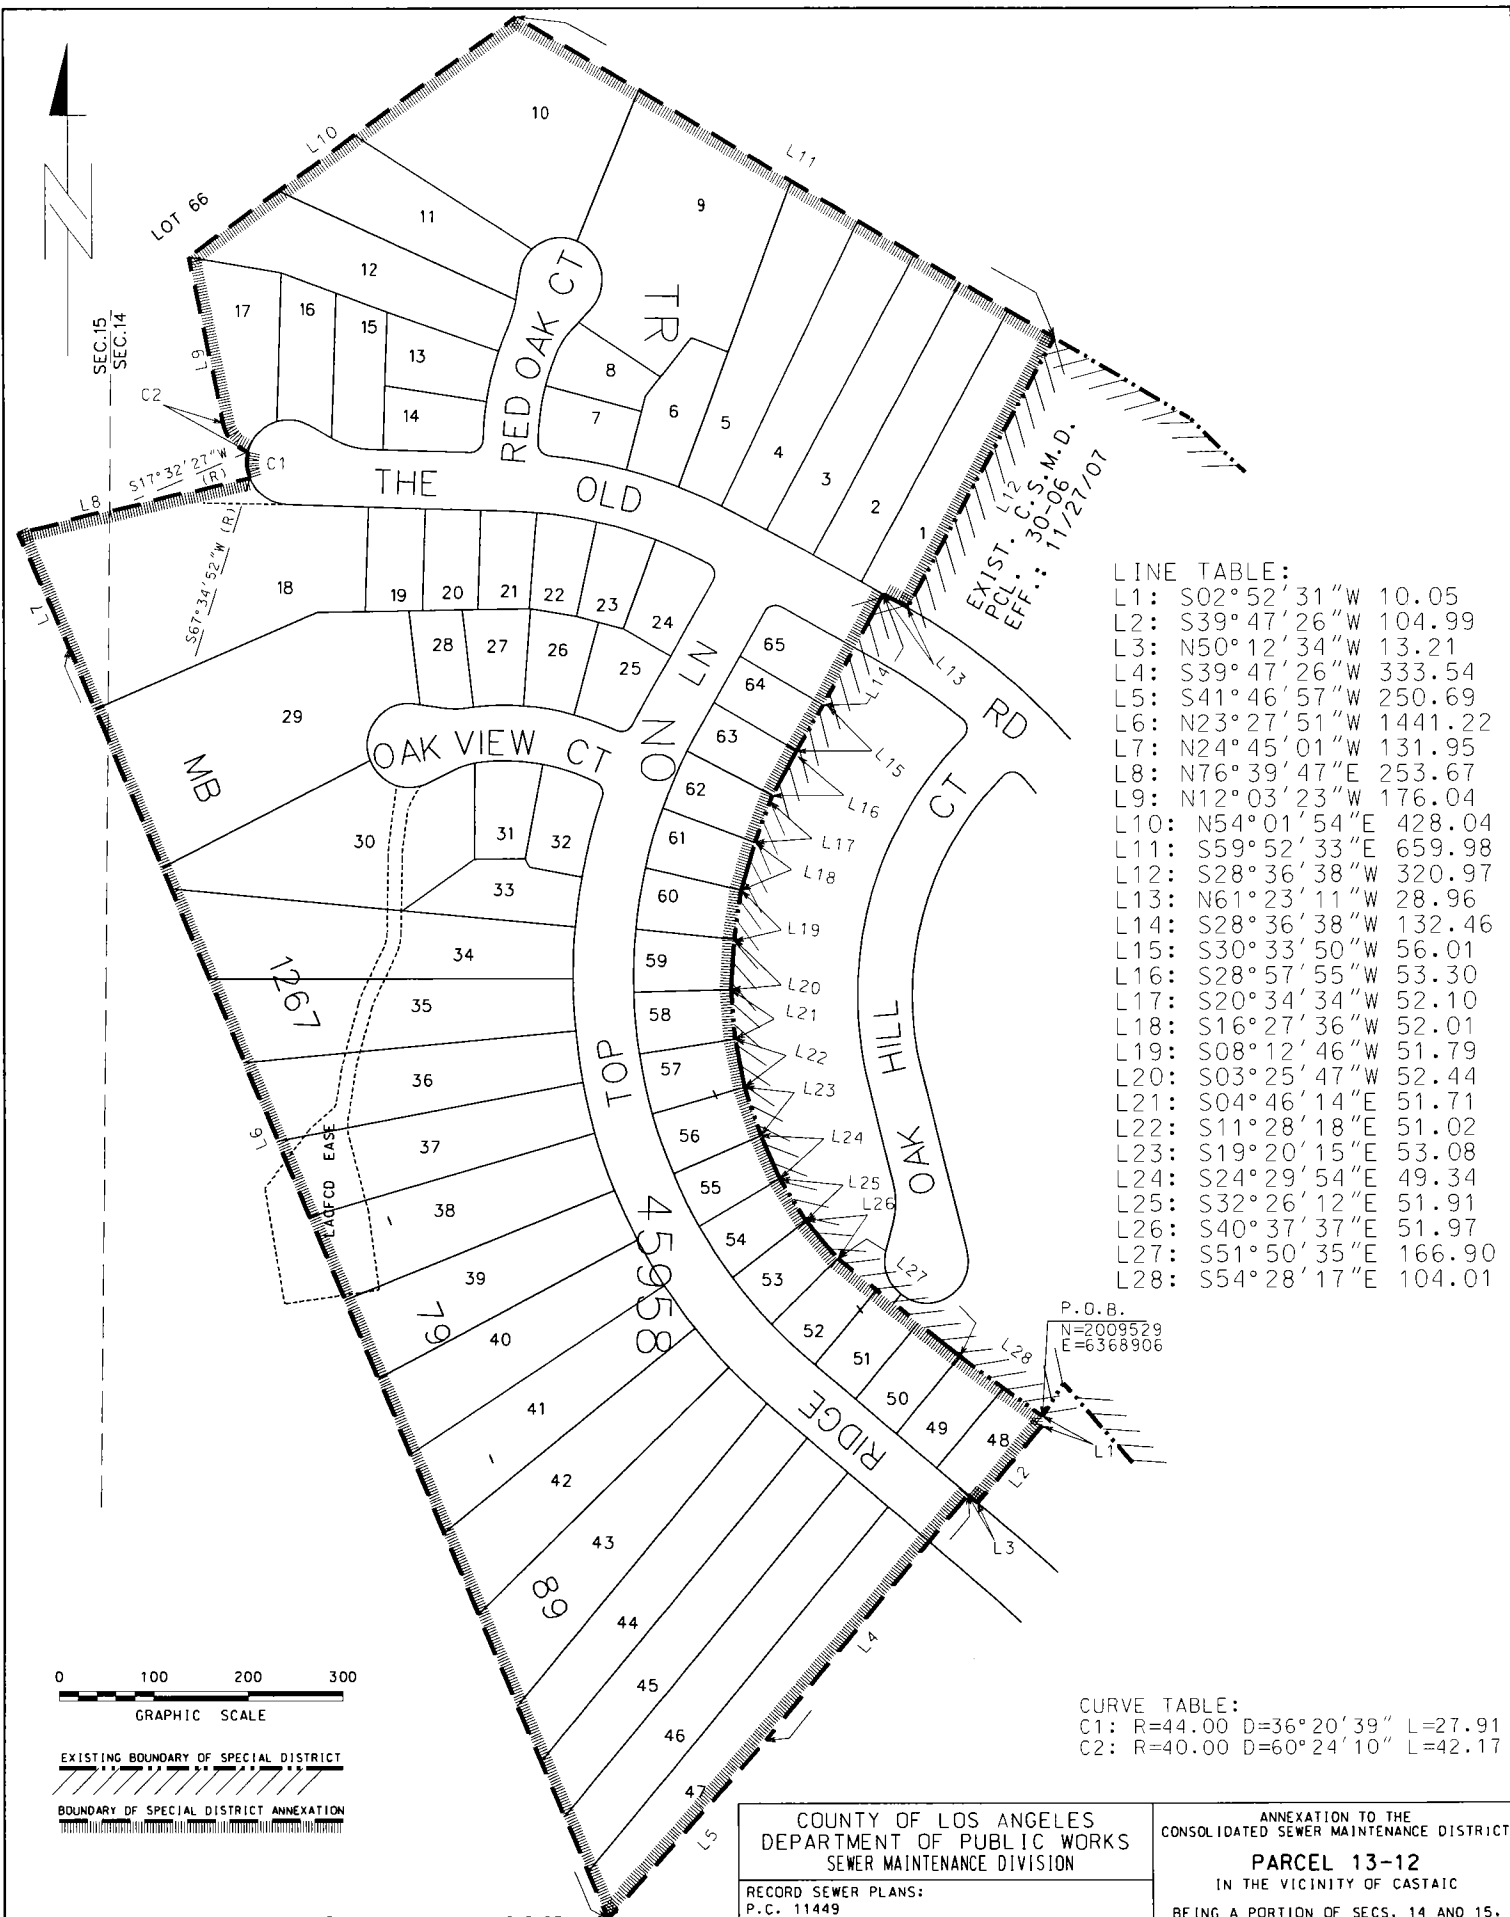 10
L10
L11
LOT 66
11
9
12
RED OAK CT
TR
17
16
15
13
SEC.15
SEC.14
L9
8
14
7
6
5
C2
4
S17°32'27"W
(R)
C1
THE OLD
3
L8
2
1
EXIST. C.S.M.D.
PCL. 30-06
EFF.: 11/27/07
L12
S67°34'52"W (R)
18
19
20
21
22
23
24
L7
28
27
26
25
LN
65
64
L14
L13
RD
29
63
L15
OAK VIEW CT
NO
MB
62
L16
CT
30
31
32
61
L17
L18
33
60
L19
34
59
1267
L20
35
58
L21
HILL
L22
36
57
TOP
L23
L6
37
56
L24
OAK
LACFCD EASE
55
L25
38
L26
54
45958
39
53
L27
79
40
52
L28
51
50
41
RIDGE
49
48
L1
42
L2
43
L3
89
44
L4
45
46
47
L5
LINE TABLE:
L1: S02°52'31"W 10.05
L2: S39°47'26"W 104.99
L3: N50°12'34"W 13.21
L4: S39°47'26"W 333.54
L5: S41°46'57"W 250.69
L6: N23°27'51"W 1441.22
L7: N24°45'01"W 131.95
L8: N76°39'47"E 253.67
L9: N12°03'23"W 176.04
L10: N54°01'54"E 428.04
L11: S59°52'33"E 659.98
L12: S28°36'38"W 320.97
L13: N61°23'11"W 28.96
L14: S28°36'38"W 132.46
L15: S30°33'50"W 56.01
L16: S28°57'55"W 53.30
L17: S20°34'34"W 52.10
L18: S16°27'36"W 52.01
L19: S08°12'46"W 51.79
L20: S03°25'47"W 52.44
L21: S04°46'14"E 51.71
L22: S11°28'18"E 51.02
L23: S19°20'15"E 53.08
L24: S24°29'54"E 49.34
L25: S32°26'12"E 51.91
L26: S40°37'37"E 51.97
L27: S51°50'35"E 166.90
L28: S54°28'17"E 104.01
P.O.B.
N=2009529
E=6368906
0 100 200 300
GRAPHIC SCALE
EXISTING BOUNDARY OF SPECIAL DISTRICT
BOUNDARY OF SPECIAL DISTRICT ANNEXATION
CURVE TABLE:
C1: R=44.00 D=36°20'39" L=27.91
C2: R=40.00 D=60°24'10" L=42.17
COUNTY OF LOS ANGELES
DEPARTMENT OF PUBLIC WORKS
SEWER MAINTENANCE DIVISION
RECORD SEWER PLANS:
P.C. 11449
ANNEXATION TO THE
CONSOLIDATED SEWER MAINTENANCE DISTRICT
PARCEL 13-12
IN THE VICINITY OF CASTAIC
BEING A PORTION OF SECS. 14 AND 15,